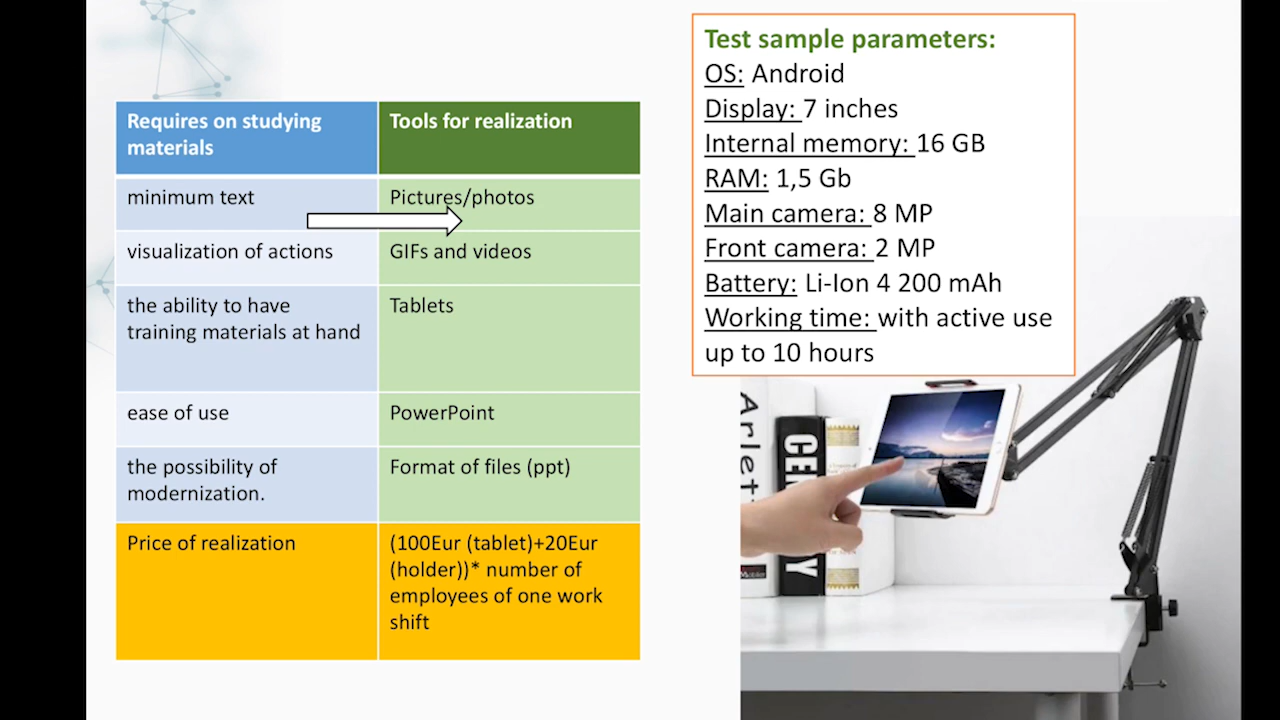 Requires on studying
materials
Tools for realization
minimum text
Pictures/photos
visualization of actions
GIFs and videos
the ability to have
training materials at hand
Tablets
ease of use
PowerPoint
the possibility of
modernization.
Format of files (ppt)
Price of realization
(100Eur (tablet)+20Eur
(holder))* number of
employees of one work
shift
Test sample parameters:
OS: Android
Display: 7 inches
Internal memory: 16 GB
RAM: 1,5 Gb
Main camera: 8 MP
Front camera: 2 MP
Battery: Li-Ion 4 200 mAh
Working time: with active use
up to 10 hours